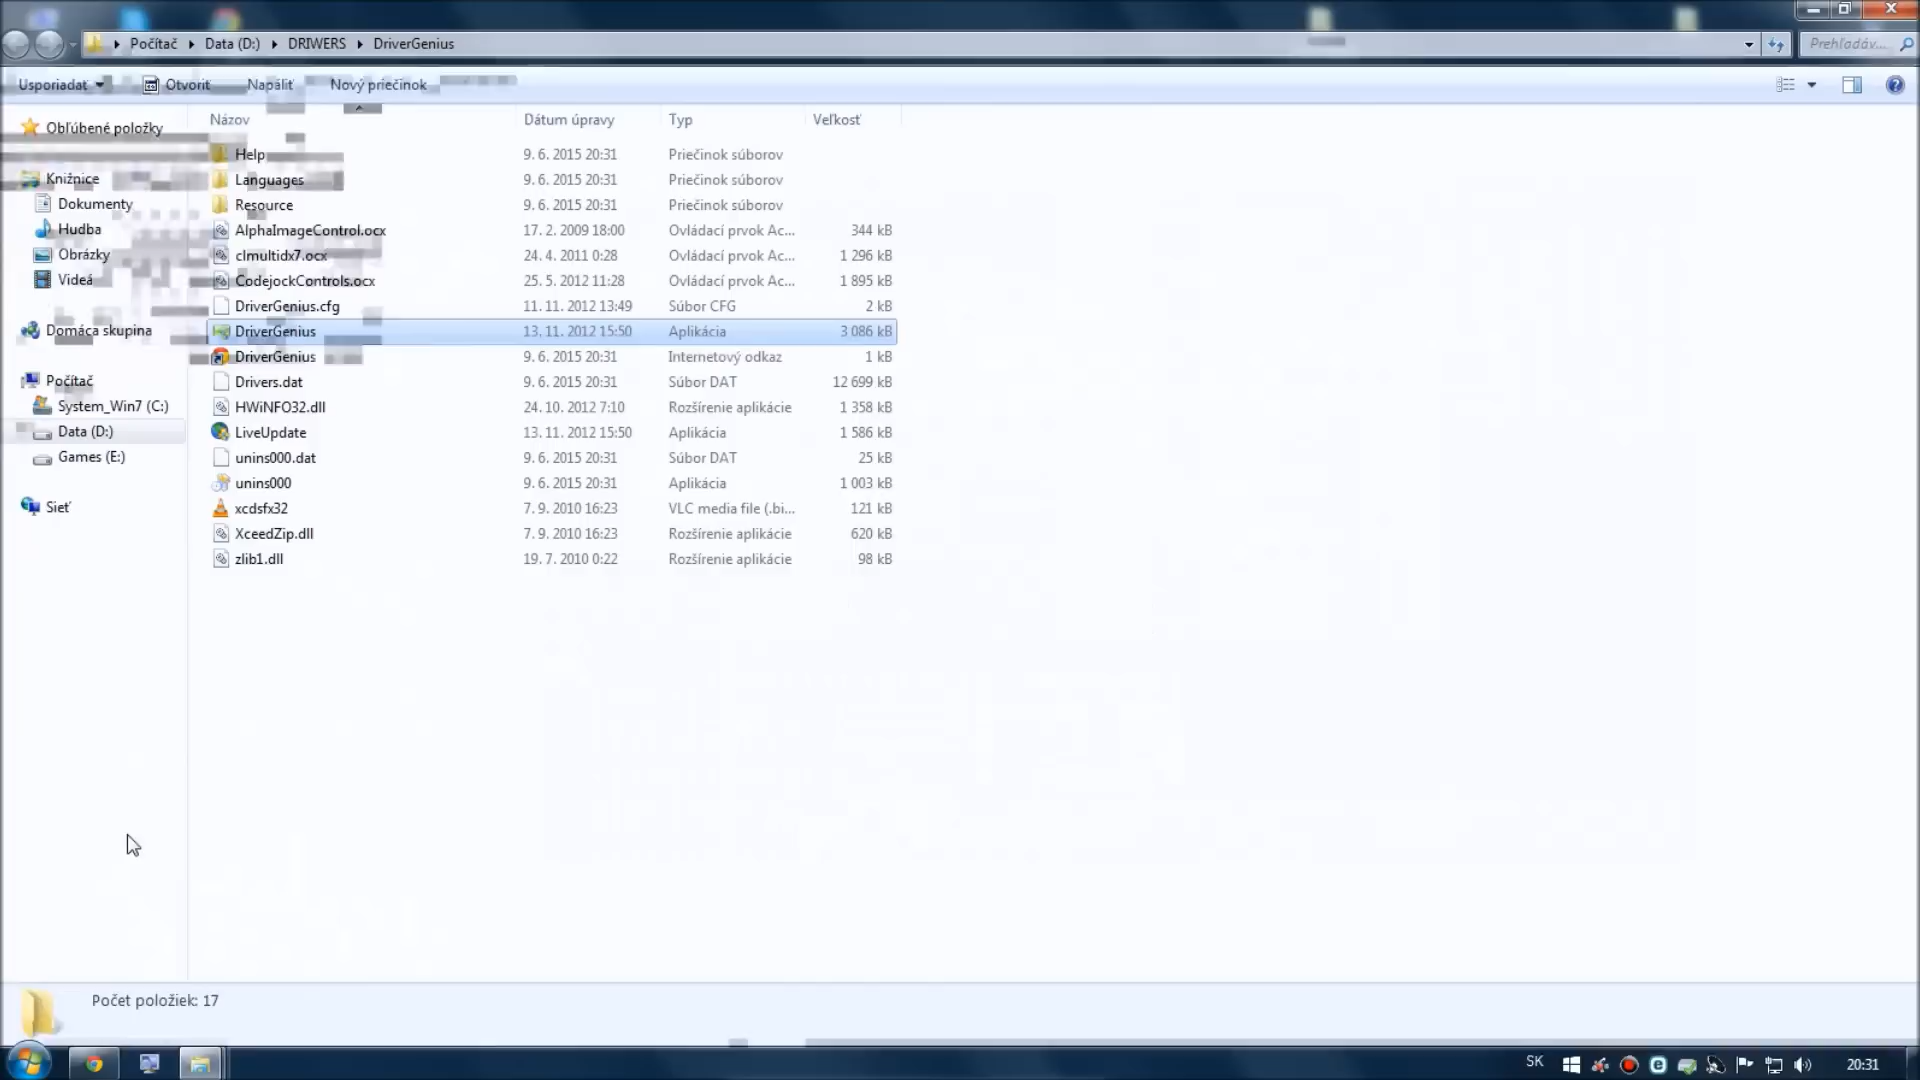 Počítač ▸ Data (D:) ▸ DRIWERS ▸ DriverGenius
Prehľadáv...
Usporiadať Otvoriť Napáliť Nový priečinok
Názov Dátum úpravy Typ Veľkosť
Obľúbené položky
Knižnice
Dokumenty
Hudba
Obrázky
Videá
Domáca skupina
Počítač
System_Win7 (C:)
Data (D:)
Games (E:)
Sieť
Help 9. 6. 2015 20:31 Priečinok súborov
Languages 9. 6. 2015 20:31 Priečinok súborov
Resource 9. 6. 2015 20:31 Priečinok súborov
AlphaImageControl.ocx 17. 2. 2009 18:00 Ovládací prvok Ac... 344 kB
clmultidx7.ocx 24. 4. 2011 0:28 Ovládací prvok Ac... 1 296 kB
CodejockControls.ocx 25. 5. 2012 11:28 Ovládací prvok Ac... 1 895 kB
DriverGenius.cfg 11. 11. 2012 13:49 Súbor CFG 2 kB
DriverGenius 13. 11. 2012 15:50 Aplikácia 3 086 kB
DriverGenius 9. 6. 2015 20:31 Internetový odkaz 1 kB
Drivers.dat 9. 6. 2015 20:31 Súbor DAT 12 699 kB
HWiNFO32.dll 24. 10. 2012 7:10 Rozšírenie aplikácie 1 358 kB
LiveUpdate 13. 11. 2012 15:50 Aplikácia 1 586 kB
unins000.dat 9. 6. 2015 20:31 Súbor DAT 25 kB
unins000 9. 6. 2015 20:31 Aplikácia 1 003 kB
xcdsfx32 7. 9. 2010 16:23 VLC media file (.bi... 121 kB
XceedZip.dll 7. 9. 2010 16:23 Rozšírenie aplikácie 620 kB
zlib1.dll 19. 7. 2010 0:22 Rozšírenie aplikácie 98 kB
Počet položiek: 17
SK 20:31